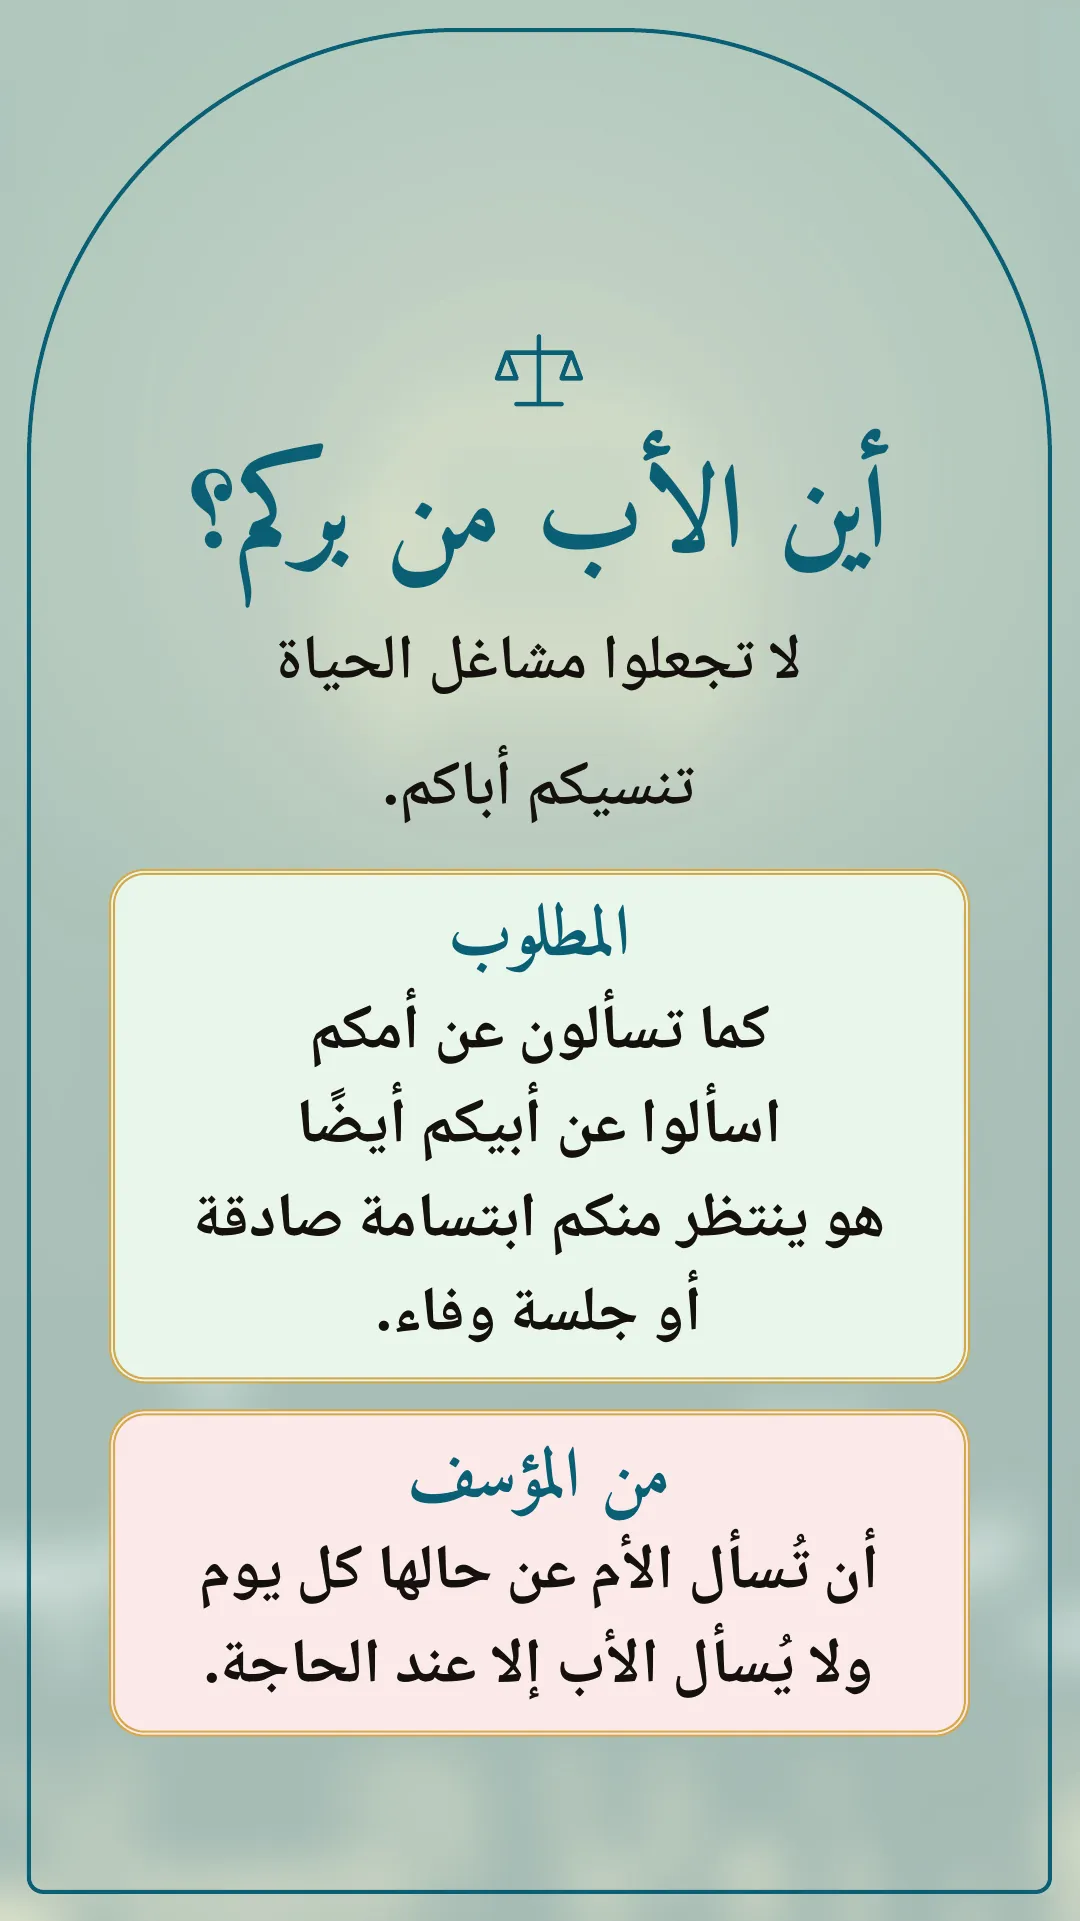 أين الأب من بركم؟
لا تجعلوا مشاغل الحياة
تنسيكم أباكم.
المطلوب
كما تسألون عن أمكم
اسألوا عن أبيكم أيضًا
هو ينتظر منكم ابتسامة صادقة
أو جلسة وفاء.
من المؤسف
أن تُسأل الأم عن حالها كل يوم
ولا يُسأل الأب إلا عند الحاجة.